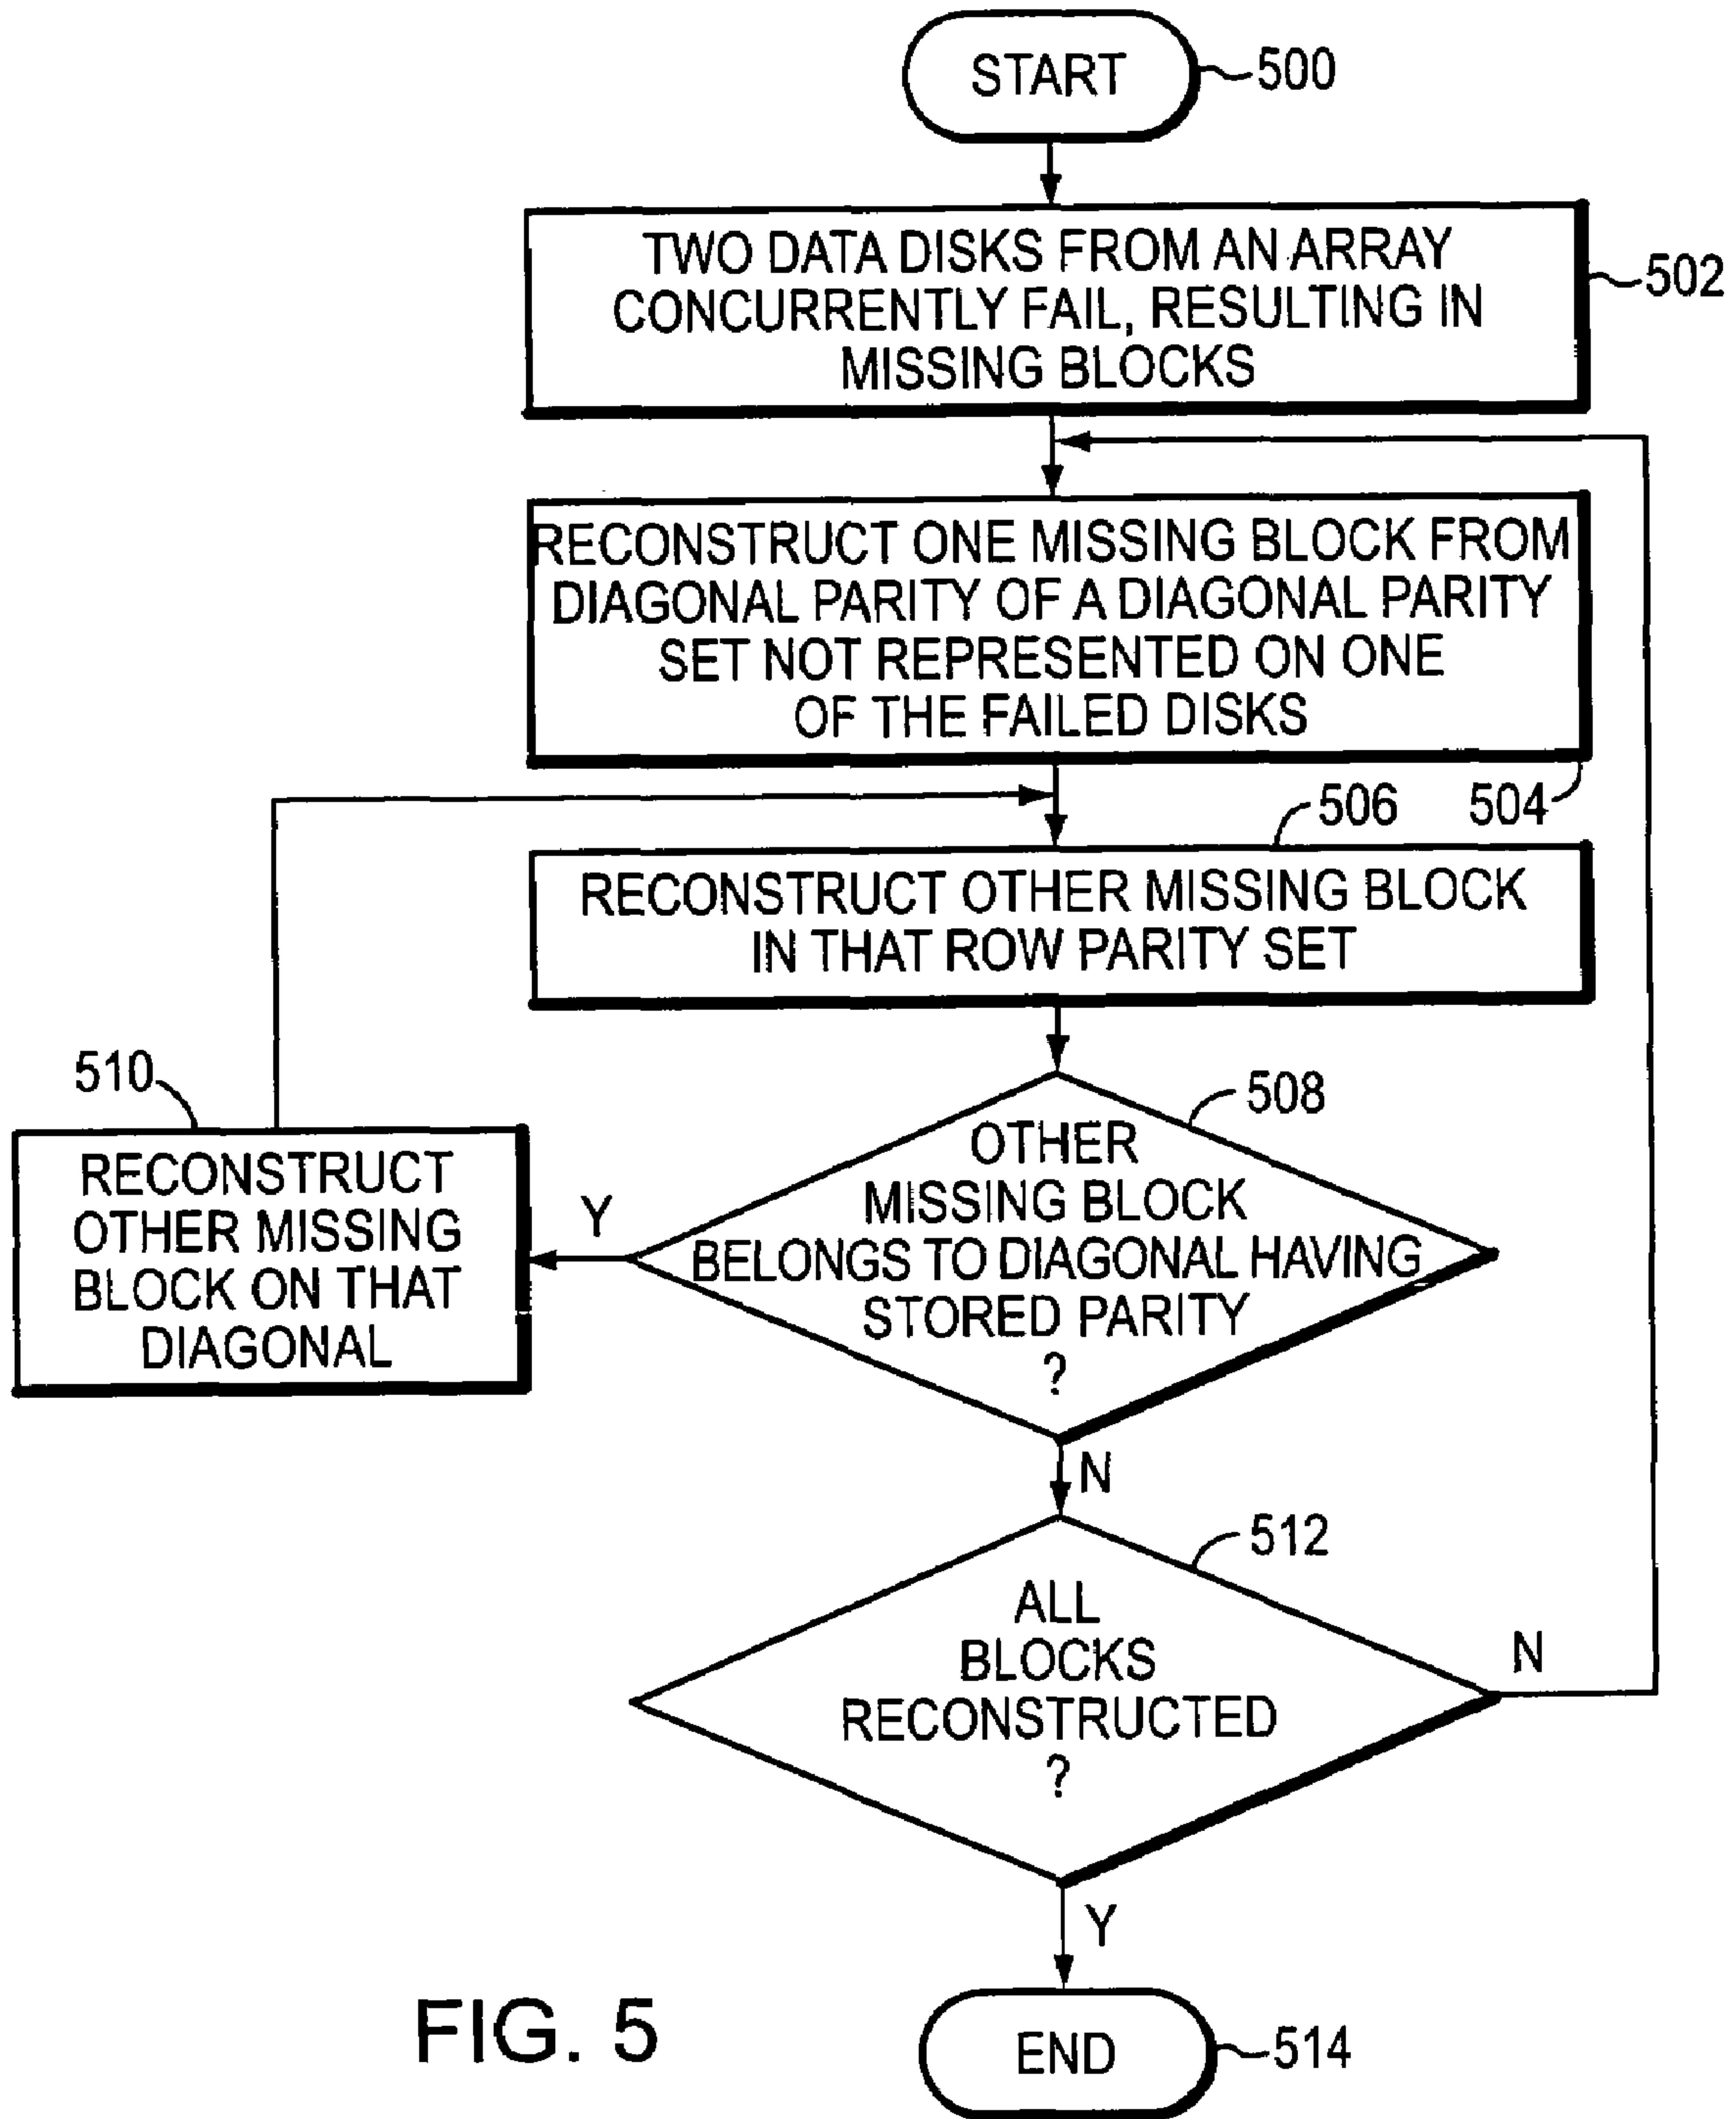 START
500
TWO DATA DISKS FROM AN ARRAY
CONCURRENTLY FAIL, RESULTING IN
MISSING BLOCKS
502
RECONSTRUCT ONE MISSING BLOCK FROM
DIAGONAL PARITY OF A DIAGONAL PARITY
SET NOT REPRESENTED ON ONE
OF THE FAILED DISKS
504
506
RECONSTRUCT OTHER MISSING BLOCK
IN THAT ROW PARITY SET
508
OTHER
MISSING BLOCK
BELONGS TO DIAGONAL HAVING
STORED PARITY
?
Y
510
RECONSTRUCT
OTHER MISSING
BLOCK ON THAT
DIAGONAL
N
512
ALL
BLOCKS
RECONSTRUCTED
?
N
Y
END
514
FIG. 5